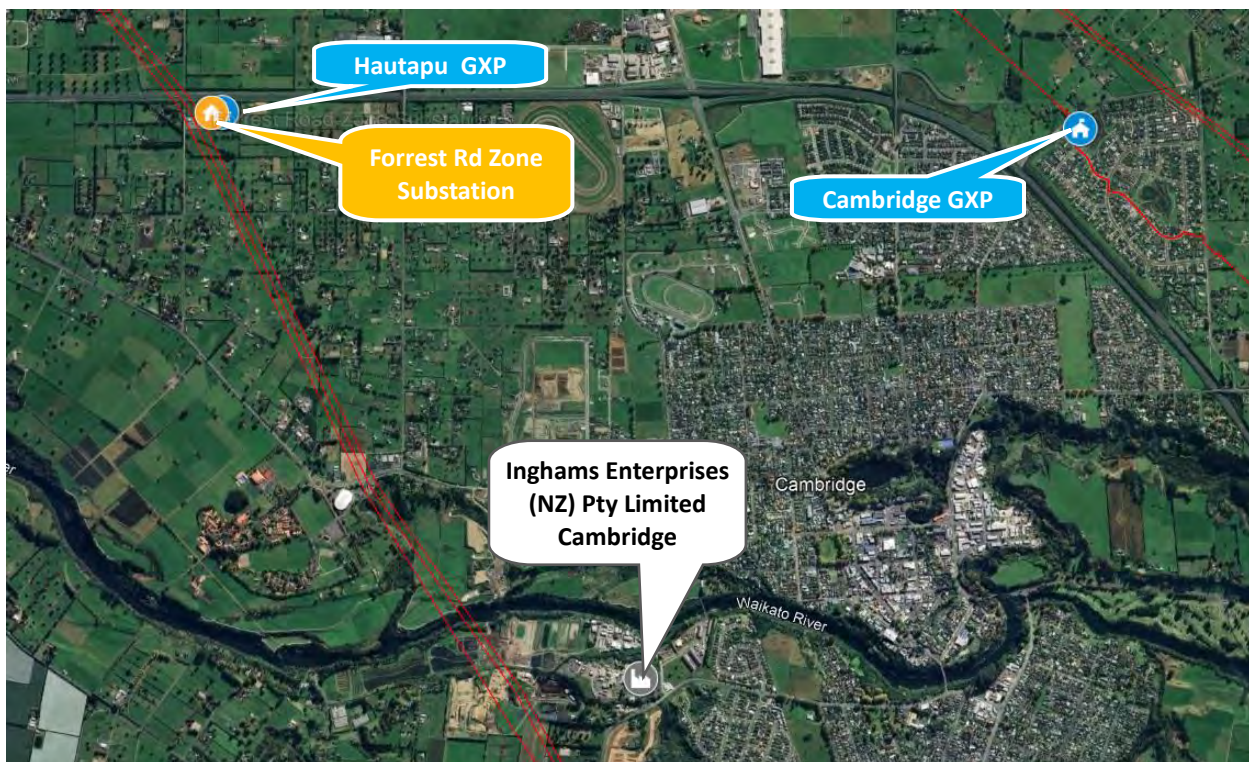 Hautapu GXP
Forrest Rd Zone
Substation
Cambridge GXP
Inghams Enterprises
(NZ) Pty Limited
Cambridge
Cambridge
Waikato River